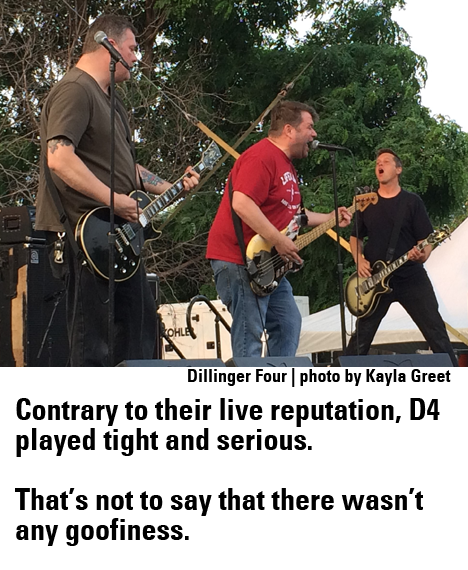 KOHLE
Dillinger Four | photo by Kayla Greet
Contrary to their live reputation, D4
played tight and serious.
That's not to say that there wasn't
any goofiness.